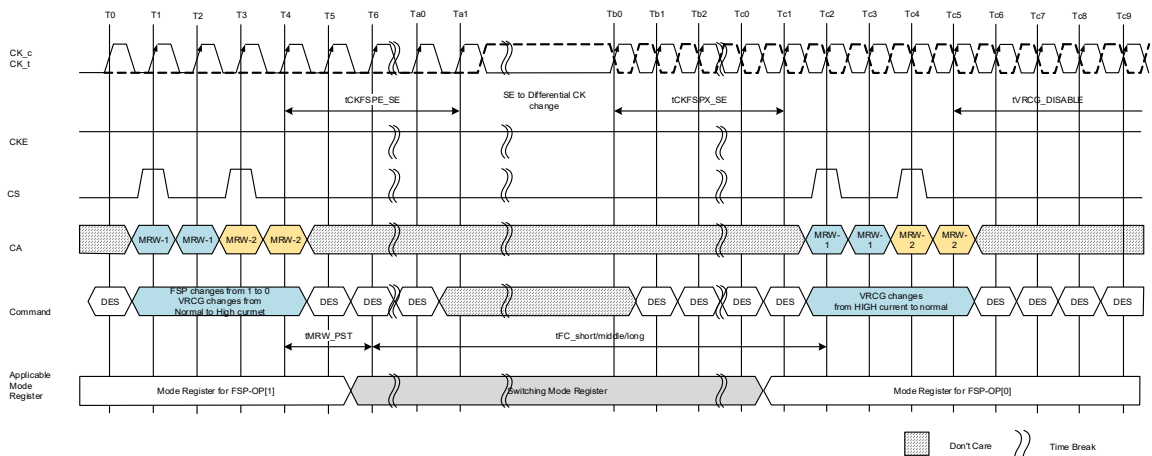 T0 T1 T2 T3 T4 T5 T6 Ta0 Ta1 Tb0 Tb1 Tb2 Tc0 Tc1 Tc2 Tc3 Tc4 Tc5 Tc6 Tc7 Tc8 Tc9
CK_c
CK_t
tCKFSPE_SE
SE to Differential CK
change
tCKFSPX_SE
tVRCG_DISABLE
CKE
CS
CA
MRW-1 MRW-1 MRW-2 MRW-2
MRW-
1
MRW-
1
MRW-
2
MRW-
2
Command
DES
FSP changes from 1 to 0
VRCG changes from
Normal to High curmet
DES DES DES DES DES DES DES
VRCG changes
from HIGH current to normal
DES DES DES DES
tMRW_PST
tFC_short/middle/long
Applicable
Mode
Register
Mode Register for FSP-OP[1]
Switching Mode Register
Mode Register for FSP-OP[0]
Don't Care
Time Break